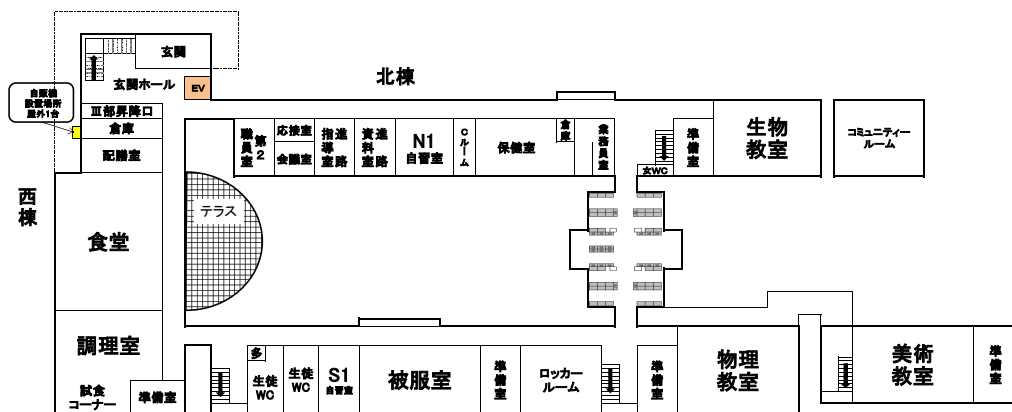 玄関
北棟
玄関ホール
EV
自販機
設置場所
屋外1台
Ⅲ部昇降口
倉庫
配膳室
第2
職員室
応接室
会議室
進路
指導室
進路
資料室
N1
自習室
Cルーム
保健室
倉庫
業務員室
女WC
準備室
生物
教室
コミュニティー
ルーム
西棟
テラス
食堂
調理室
試食
コーナー
準備室
多
生徒
WC
生徒
WC
S1
自習室
被服室
準備室
ロッカー
ルーム
準備室
物理
教室
美術
教室
準備室